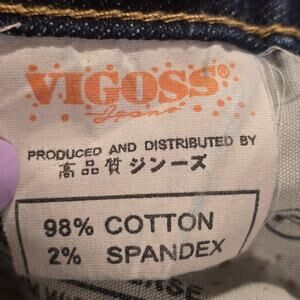 VIGOSS®
Jeans
PRODUCED AND DISTRIBUTED BY
高品質ジンーズ
98% COTTON
2% SPANDEX